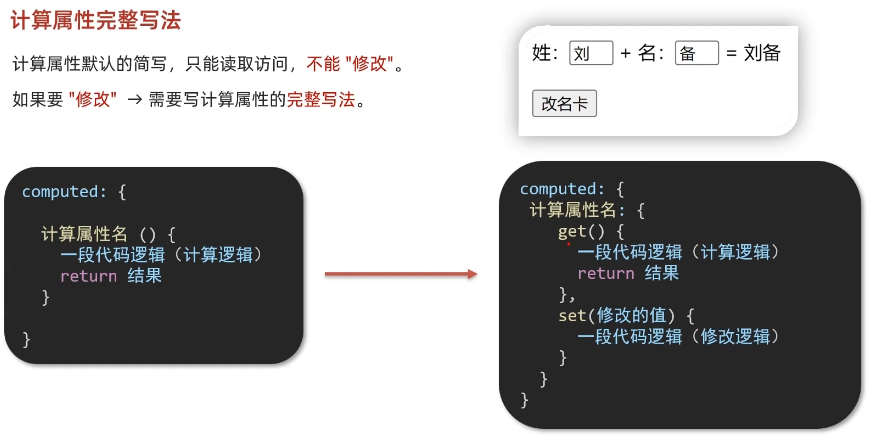 计算属性完整写法
计算属性默认的简写，只能读取访问，不能 "修改"。
如果要 "修改" → 需要写计算属性的完整写法。
姓：刘 + 名：备 = 刘备
改名卡
computed: {
计算属性名 () {
一段代码逻辑（计算逻辑）
return 结果
}
}
computed: {
计算属性名: {
get() {
一段代码逻辑（计算逻辑）
return 结果
},
set(修改的值) {
一段代码逻辑（修改逻辑）
}
}
}